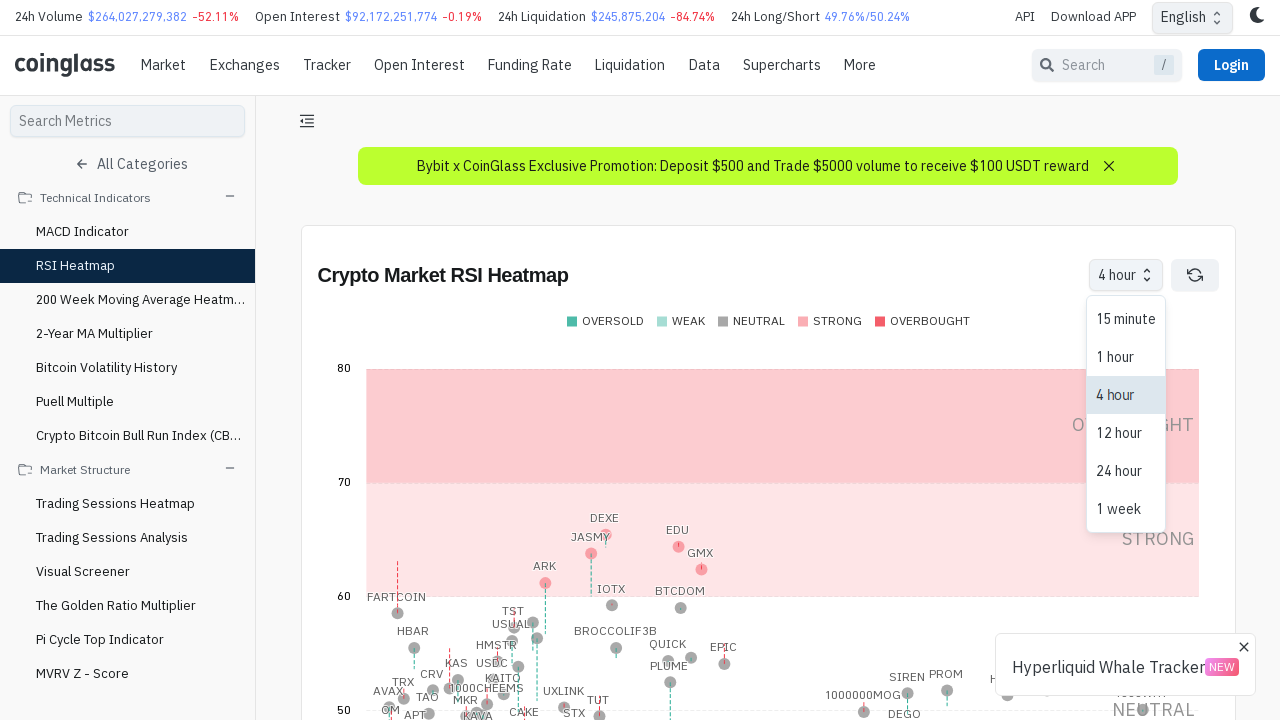 24h Volume $264,027,279,382 -52.11% Open Interest $92,172,251,774 -0.19% 24h Liquidation $245,875,204 -84.74% 24h Long/Short 49.76%/50.24% API Download APP English
coinglass Market Exchanges Tracker Open Interest Funding Rate Liquidation Data Supercharts More Search / Login
Search Metrics
All Categories
Technical Indicators
MACD Indicator
RSI Heatmap
200 Week Moving Average Heatm...
2-Year MA Multiplier
Bitcoin Volatility History
Puell Multiple
Crypto Bitcoin Bull Run Index (CB...
Market Structure
Trading Sessions Heatmap
Trading Sessions Analysis
Visual Screener
The Golden Ratio Multiplier
Pi Cycle Top Indicator
MVRV Z - Score
Bybit x CoinGlass Exclusive Promotion: Deposit $500 and Trade $5000 volume to receive $100 USDT reward
Crypto Market RSI Heatmap
4 hour
15 minute
1 hour
4 hour
12 hour
24 hour
1 week
OVERSOLD WEAK NEUTRAL STRONG OVERBOUGHT
80
70
STRONG
60
50
NEUTRAL
DEXE
JASMY
EDU
GMX
ARK
IOTX
BTCDOM
FARTCOIN
TST
USUAL
HBAR
BROCCOLIF3B
HMSTR
QUICK
EPIC
KAS
USDC
PLUME
CRV
KAITO
SIREN
PROM
TRX
1000CHEEMS
AVAX
TAO
MKR
UXLINK
TUT
1000000MOG
OM
APT
KAVA
CAKE
STX
DEGO
Hyperliquid Whale Tracker NEW